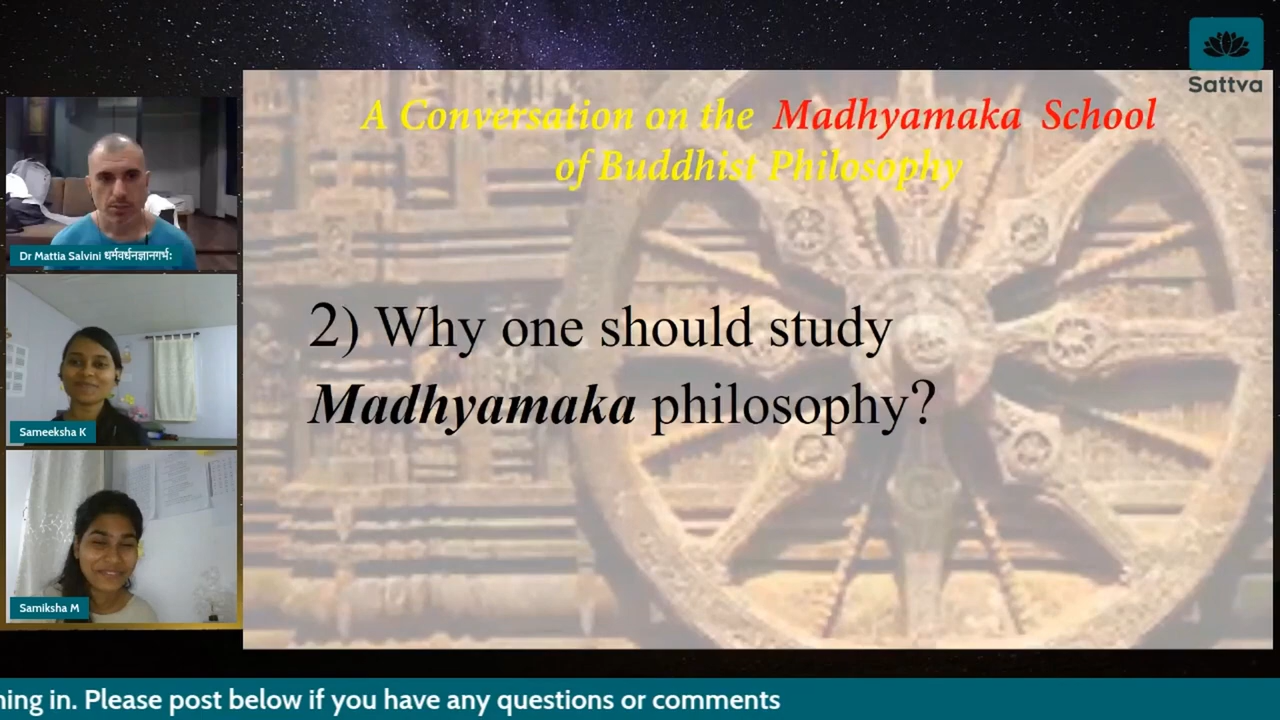 Sattva
A Conversation on the Madhyamaka School
of Buddhist Philosophy
Dr Mattia Salvini धर्मवर्धनज्ञानगर्भः
2) Why one should study
Madhyamaka philosophy?
Sameeksha K
Samiksha M
ning in. Please post below if you have any questions or comments